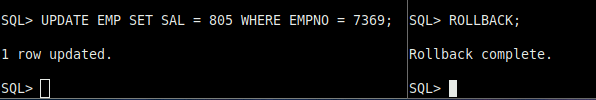 SQL> UPDATE EMP SET SAL = 805 WHERE EMPNO = 7369;
1 row updated.
SQL>
SQL> ROLLBACK;
Rollback complete.
SQL>